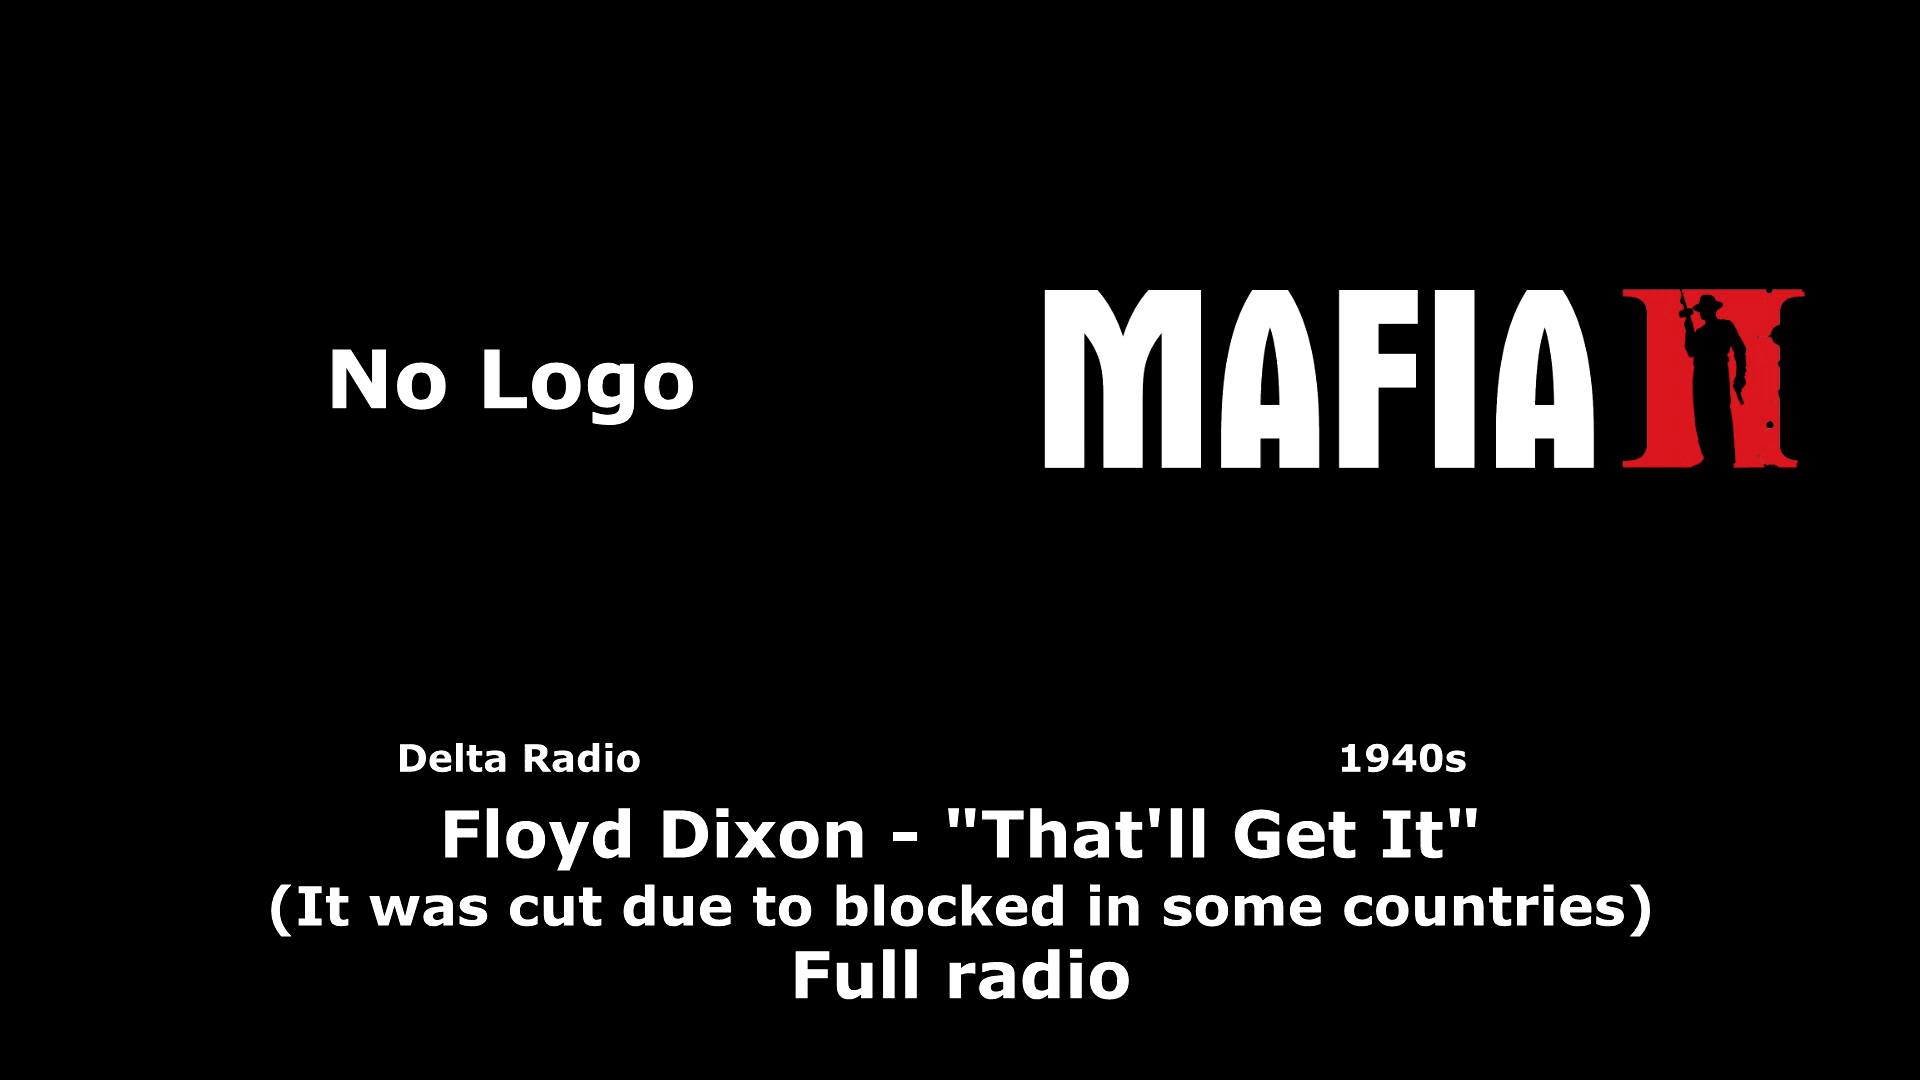 No Logo
MAFIA II
Delta Radio
1940s
Floyd Dixon - "That'll Get It"
(It was cut due to blocked in some countries)
Full radio